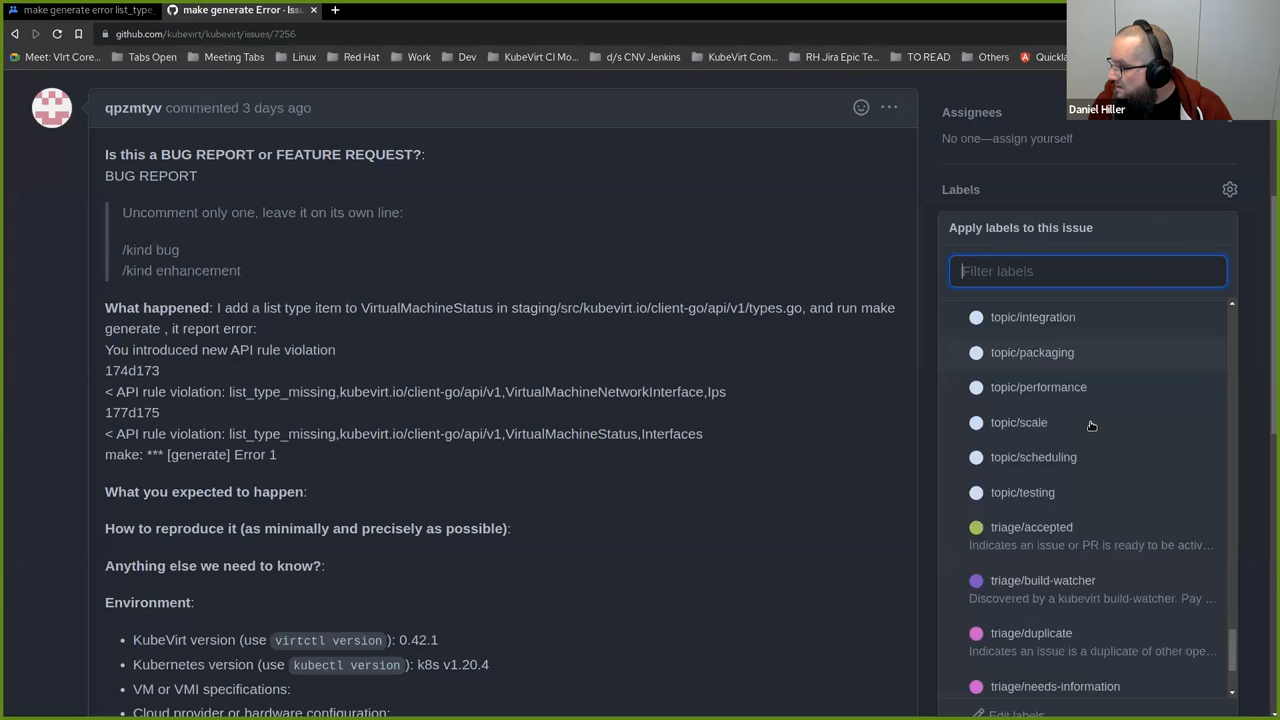 make generate error list_type_
make generate Error · Issu
github.com/kubevirt/kubevirt/issues/7256
Meet: VIrt Core...
Tabs Open
Meeting Tabs
Linux
Red Hat
Work
Dev
KubeVirt CI Mo...
d/s CNV Jenkins
KubeVirt Com...
RH Jira Epic Te...
TO READ
Others
Quickla
Daniel Hiller
qpzmtyv commented 3 days ago
Is this a BUG REPORT or FEATURE REQUEST?:
BUG REPORT
Uncomment only one, leave it on its own line:
/kind bug
/kind enhancement
What happened: I add a list type item to VirtualMachineStatus in staging/src/kubevirt.io/client-go/api/v1/types.go, and run make
generate , it report error:
You introduced new API rule violation
174d173
< API rule violation: list_type_missing,kubevirt.io/client-go/api/v1,VirtualMachineNetworkInterface,Ips
177d175
< API rule violation: list_type_missing,kubevirt.io/client-go/api/v1,VirtualMachineStatus,Interfaces
make: *** [generate] Error 1
What you expected to happen:
How to reproduce it (as minimally and precisely as possible):
Anything else we need to know?:
Environment:
• KubeVirt version (use virtctl version): 0.42.1
• Kubernetes version (use kubectl version): k8s v1.20.4
• VM or VMI specifications:
• Cloud provider or hardware configuration:
Assignees
No one—assign yourself
Labels
Apply labels to this issue
Filter labels
topic/integration
topic/packaging
topic/performance
topic/scale
topic/scheduling
topic/testing
triage/accepted
Indicates an issue or PR is ready to be activ...
triage/build-watcher
Discovered by a kubevirt build-watcher. Pay ...
triage/duplicate
Indicates an issue is a duplicate of other ope...
triage/needs-information
Edit labels